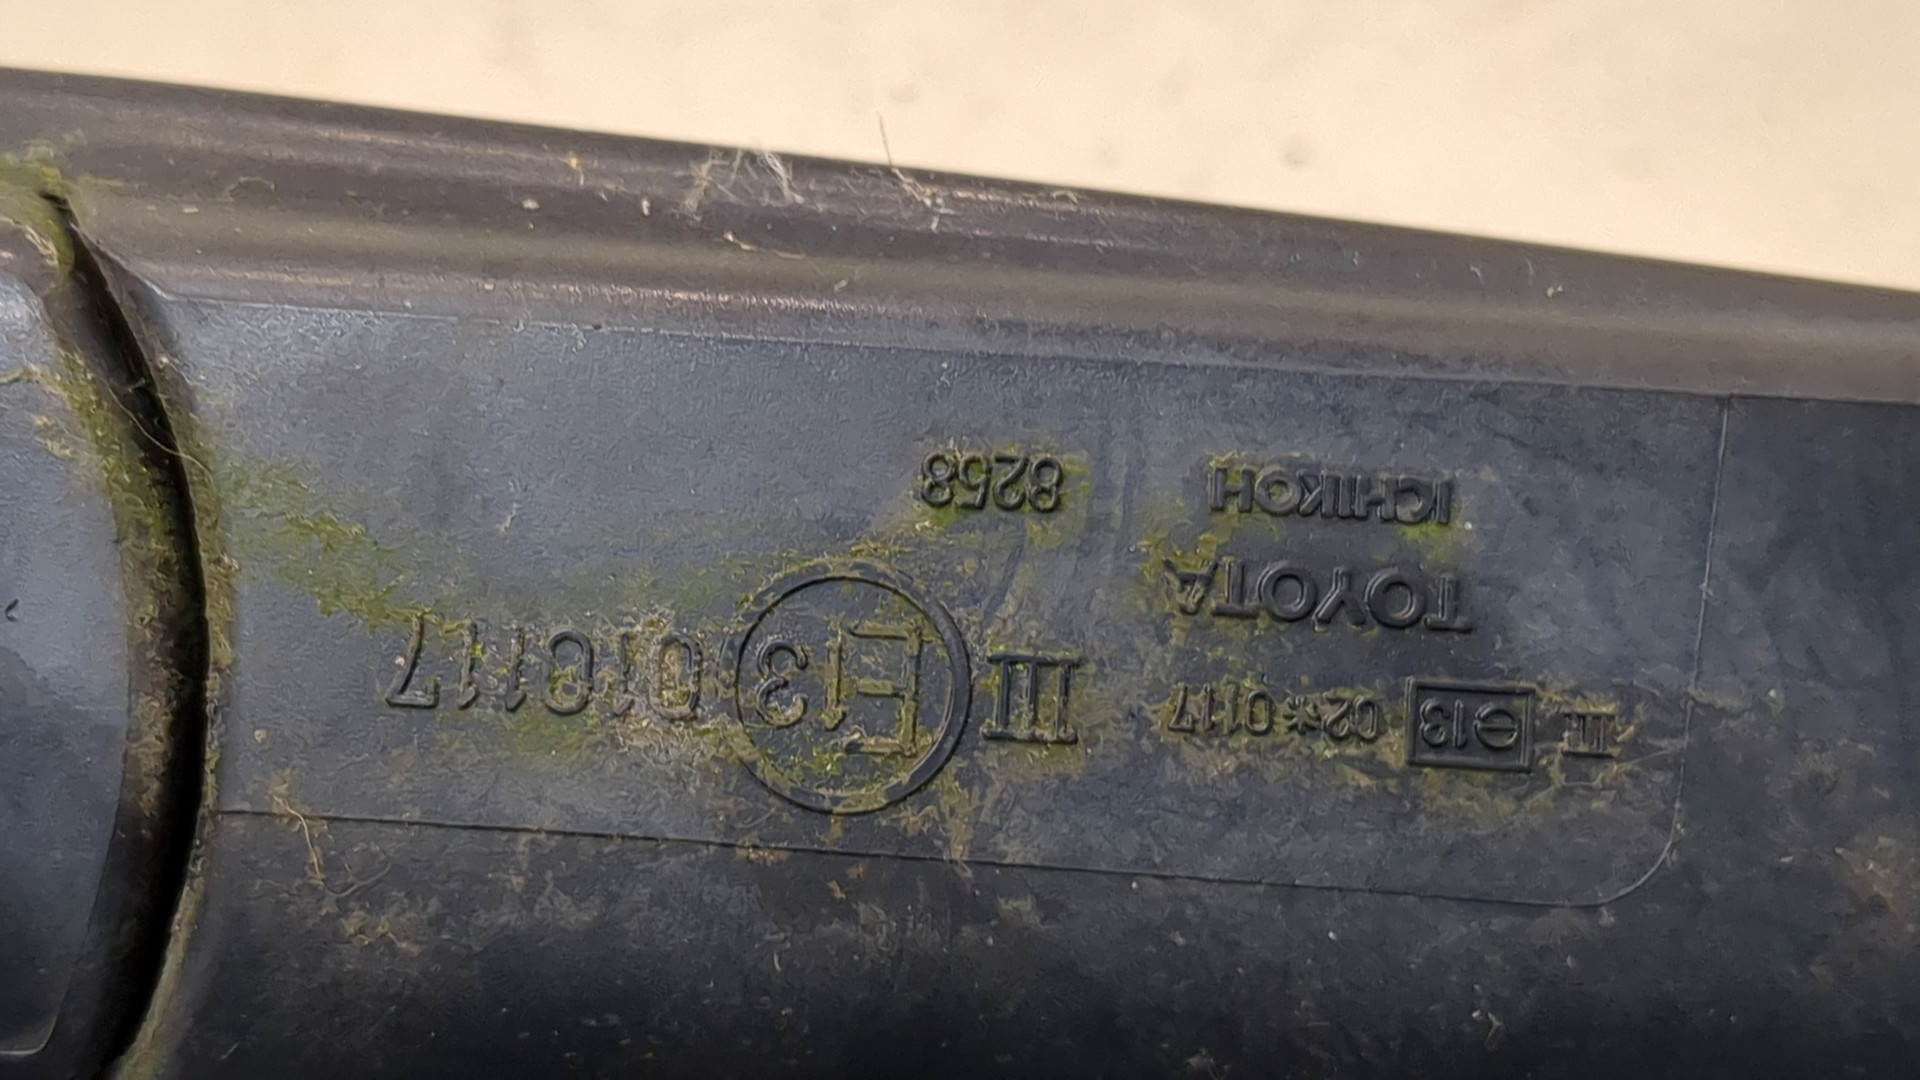 III e13 02*0117 III E13 010117
TOYOTA
ICHIKOH 8258